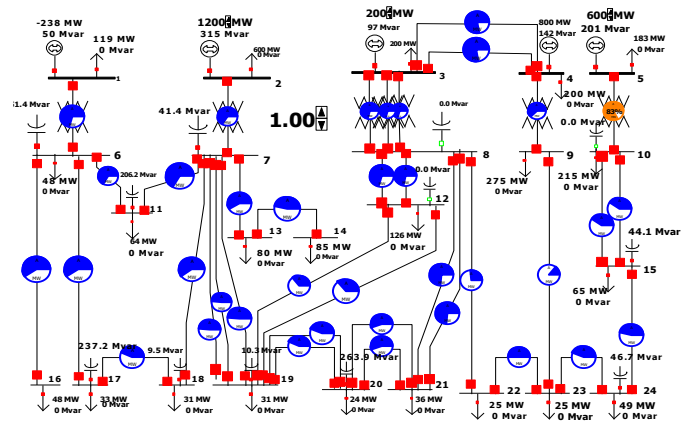 -238 MW
50 Mvar
119 MW
0 Mvar
1
1200 MW
315 Mvar
600 MW
0 Mvar
2
200 MW
97 Mvar
200 MW
3
800 MW
142 Mvar
4
200 MW
0 Mvar
600 MW
201 Mvar
183 MW
0 Mvar
5
83%
51.4 Mvar
6
48 MW
0 Mvar
206.2 Mvar
11
64 MW
0 Mvar
41.4 Mvar
7
1.00
13
80 MW
0 Mvar
14
85 MW
0 Mvar
0.0 Mvar
8
0.0 Mvar
12
126 MW
0 Mvar
9
275 MW
0 Mvar
0.0 Mvar
10
215 MW
0 Mvar
44.1 Mvar
15
65 MW
0 Mvar
16
48 MW
0 Mvar
237.2 Mvar
17
33 MW
0 Mvar
9.5 Mvar
18
31 MW
0 Mvar
10.3 Mvar
19
31 MW
0 Mvar
263.9 Mvar
20
24 MW
0 Mvar
21
36 MW
0 Mvar
22
25 MW
0 Mvar
23
25 MW
0 Mvar
46.7 Mvar
24
49 MW
0 Mvar